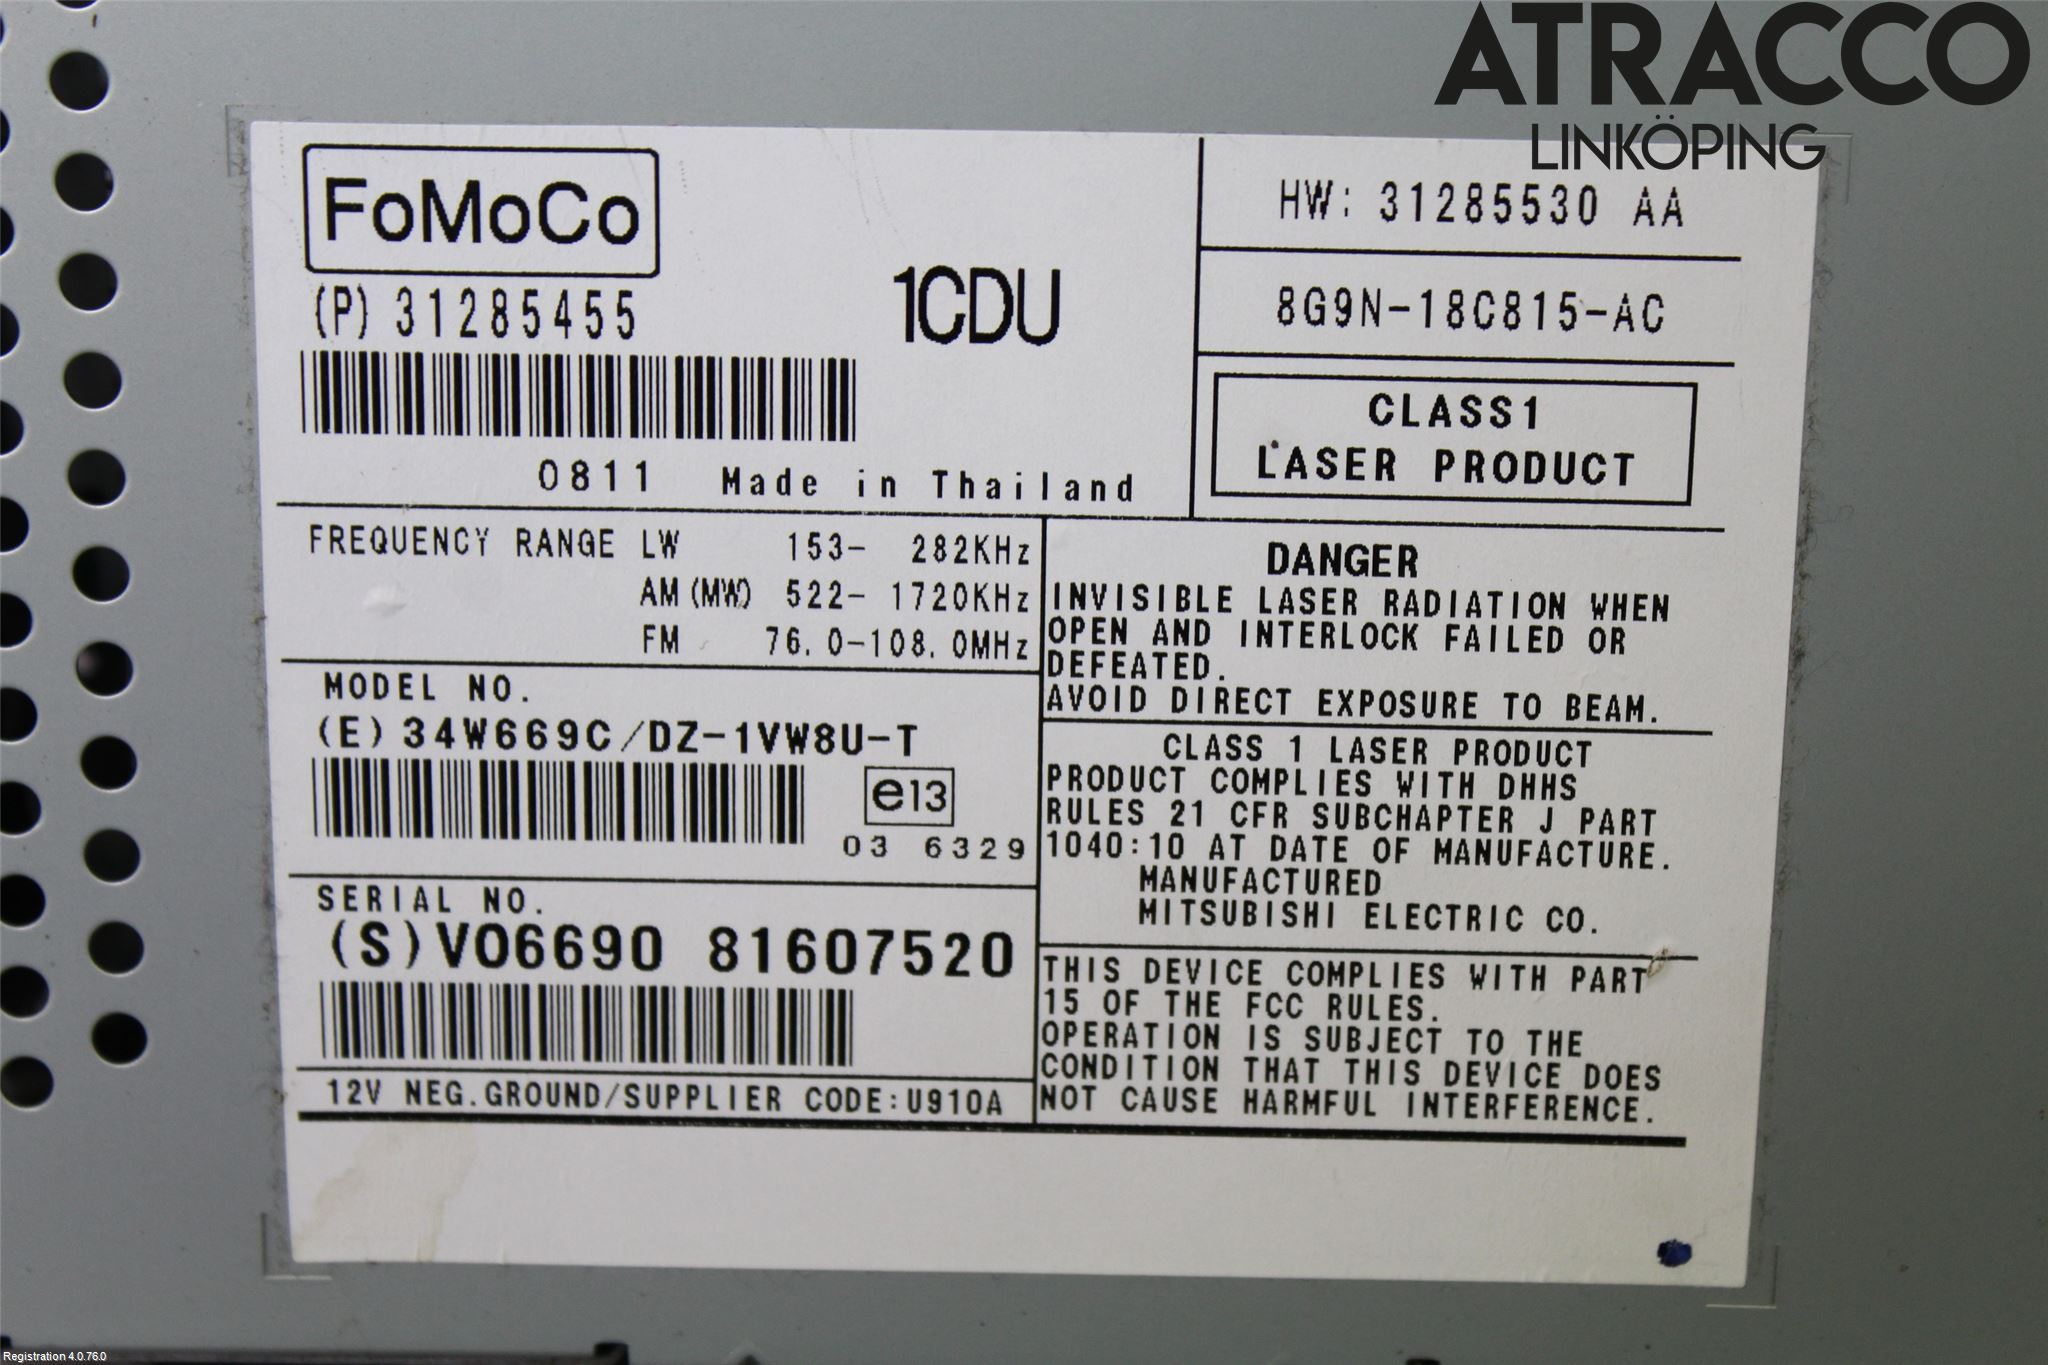 ATRACCO
LINKÖPING
FoMoCo
(P) 31285455
1CDU
0811 Made in Thailand
HW: 31285530 AA
8G9N-18C815-AC
CLASS1
LASER PRODUCT
FREQUENCY RANGE LW 153- 282KHz
AM (MW) 522- 1720KHz
FM 76.0-108.0MHz
MODEL NO.
(E) 34W669C/DZ-1VW8U-T
e13
03 6329
SERIAL NO.
(S) V06690 81607520
12V NEG.GROUND/SUPPLIER CODE:U910A
DANGER
INVISIBLE LASER RADIATION WHEN
OPEN AND INTERLOCK FAILED OR
DEFEATED.
AVOID DIRECT EXPOSURE TO BEAM.
CLASS 1 LASER PRODUCT
PRODUCT COMPLIES WITH DHHS
RULES 21 CFR SUBCHAPTER J PART
1040:10 AT DATE OF MANUFACTURE.
MANUFACTURED
MITSUBISHI ELECTRIC CO.
THIS DEVICE COMPLIES WITH PART
15 OF THE FCC RULES.
OPERATION IS SUBJECT TO THE
CONDITION THAT THIS DEVICE DOES
NOT CAUSE HARMFUL INTERFERENCE.
Registration 4.0.76.0